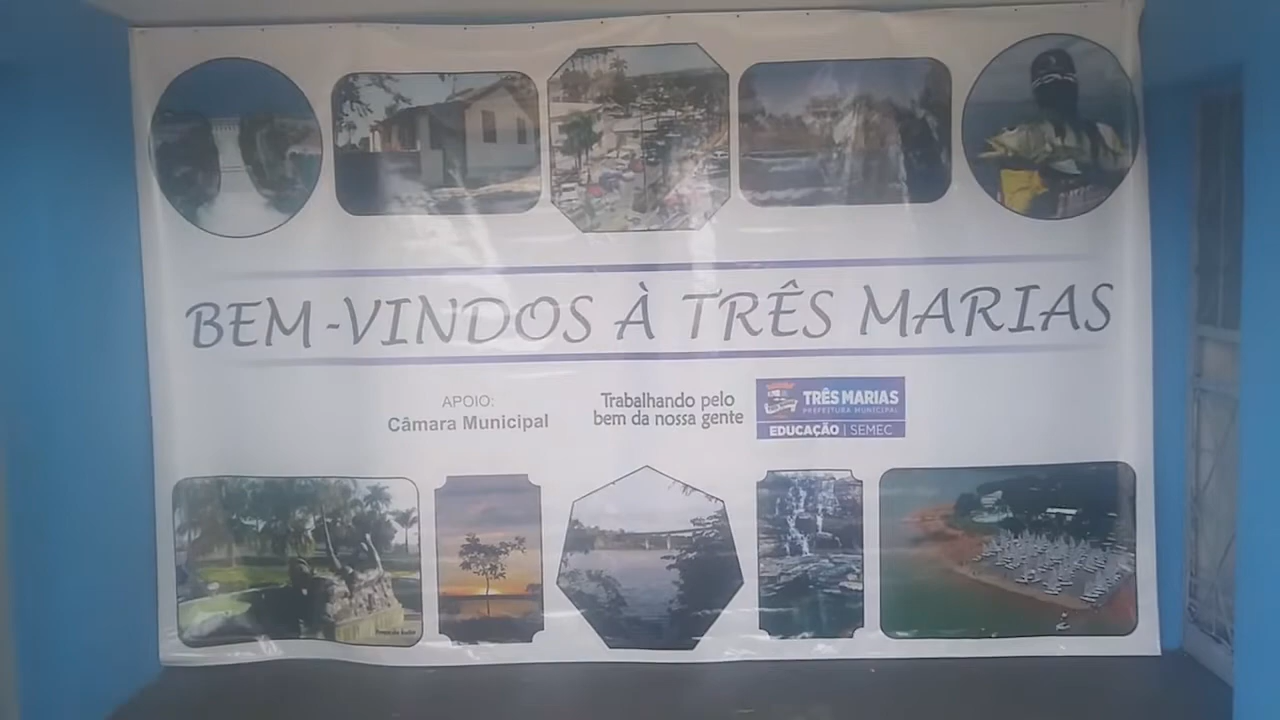 BEM-VINDOS À TRÊS MARIAS
APOIO:
Câmara Municipal
Trabalhando pelo
bem da nossa gente
TRÊS MARIAS
PREFEITURA MUNICIPAL
EDUCAÇÃO | SEMEC